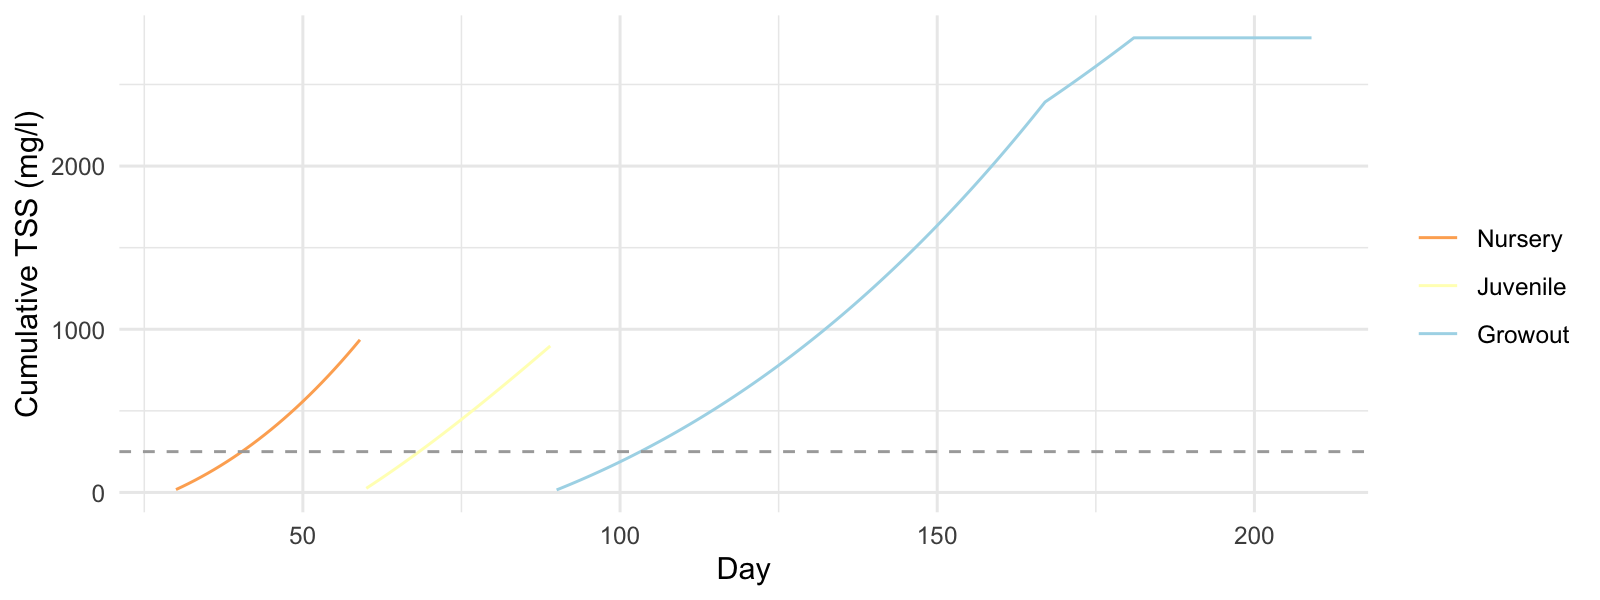 Cumulative TSS (mg/l)
2000
1000
0
50
100
150
200
Day
Nursery
Juvenile
Growout